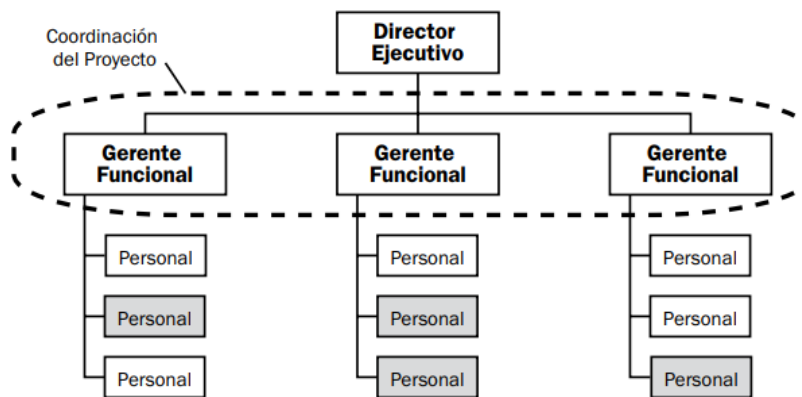 Coordinación
del Proyecto
Director
Ejecutivo
Gerente
Funcional
Gerente
Funcional
Gerente
Funcional
Personal
Personal
Personal
Personal
Personal
Personal
Personal
Personal
Personal